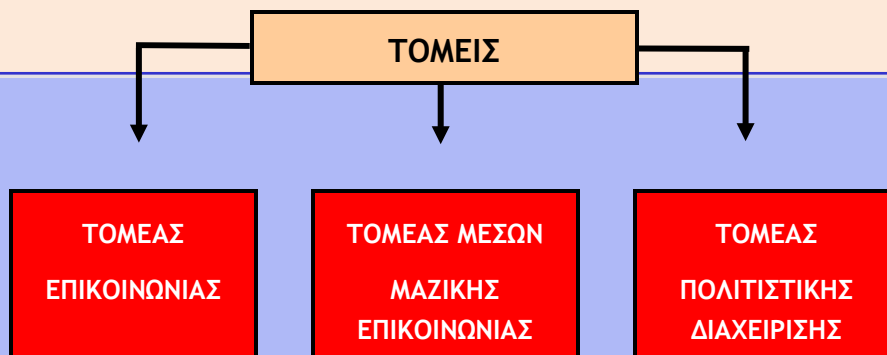 ΤΟΜΕΙΣ
ΤΟΜΕΑΣ
ΕΠΙΚΟΙΝΩΝΙΑΣ
ΤΟΜΕΑΣ ΜΕΣΩΝ
ΜΑΖΙΚΗΣ
ΕΠΙΚΟΙΝΩΝΙΑΣ
ΤΟΜΕΑΣ
ΠΟΛΙΤΙΣΤΙΚΗΣ
ΔΙΑΧΕΙΡΙΣΗΣ